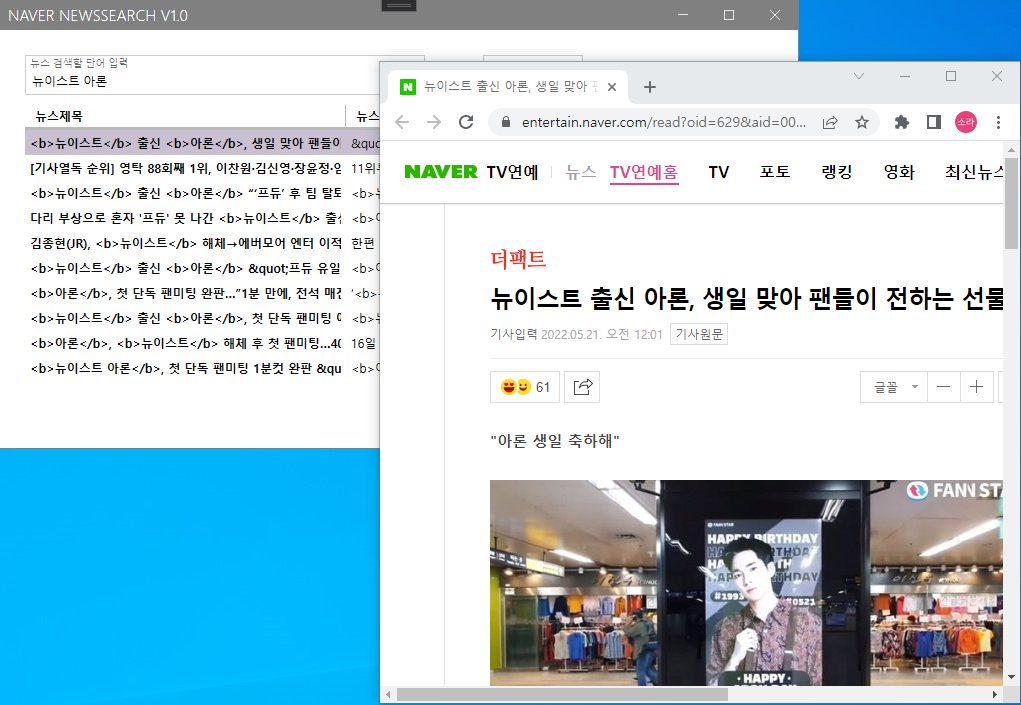 NAVER NEWSSEARCH V1.0
뉴스 검색할 단어 입력
뉴이스트 아론
뉴스제목 뉴스
<b>뉴이스트</b> 출신 <b>아론</b>, 생일 맞아 팬들이 &quo
[기사열독 순위] 영탁 88회째 1위, 이찬원·김신영·장윤정· 11위
<b>뉴이스트</b> 출신 <b>아론</b> “‘프듀’ 후 팀 탈퇴 <b>
다리 부상으로 혼자 '프듀' 못 나간 <b>뉴이스트</b> 출신 <b>
김종현(JR), <b>뉴이스트</b> 해체→에버모어 엔터 이적 한편
<b>뉴이스트</b> 출신 <b>아론</b> &quot;프듀 유일 <b>
<b>아론</b>, 첫 단독 팬미팅 완판…”1분 만에, 전석 매진 '<b>
<b>뉴이스트</b> 출신 <b>아론</b>, 첫 단독 팬미팅 <b>
<b>아론</b>, <b>뉴이스트</b> 해체 후 첫 팬미팅…40 16일
<b>뉴이스트 아론</b>, 첫 단독 팬미팅 1분컷 완판 &quo <b>
뉴이스트 출신 아론, 생일 맞아
entertain.naver.com/read?oid=629&aid=00...
소라
NAVER TV연예 뉴스 TV연예홈 TV 포토 랭킹 영화 최신뉴스
더팩트
뉴이스트 출신 아론, 생일 맞아 팬들이 전하는 선물
기사입력 2022.05.21. 오전 12:01 기사원문
61 글꼴
"아론 생일 축하해"
FANN STA
FANN STAR
HAPPY BIRTHDAY
HAPPY BIRTHDAY
#1993 0521
HAPPY